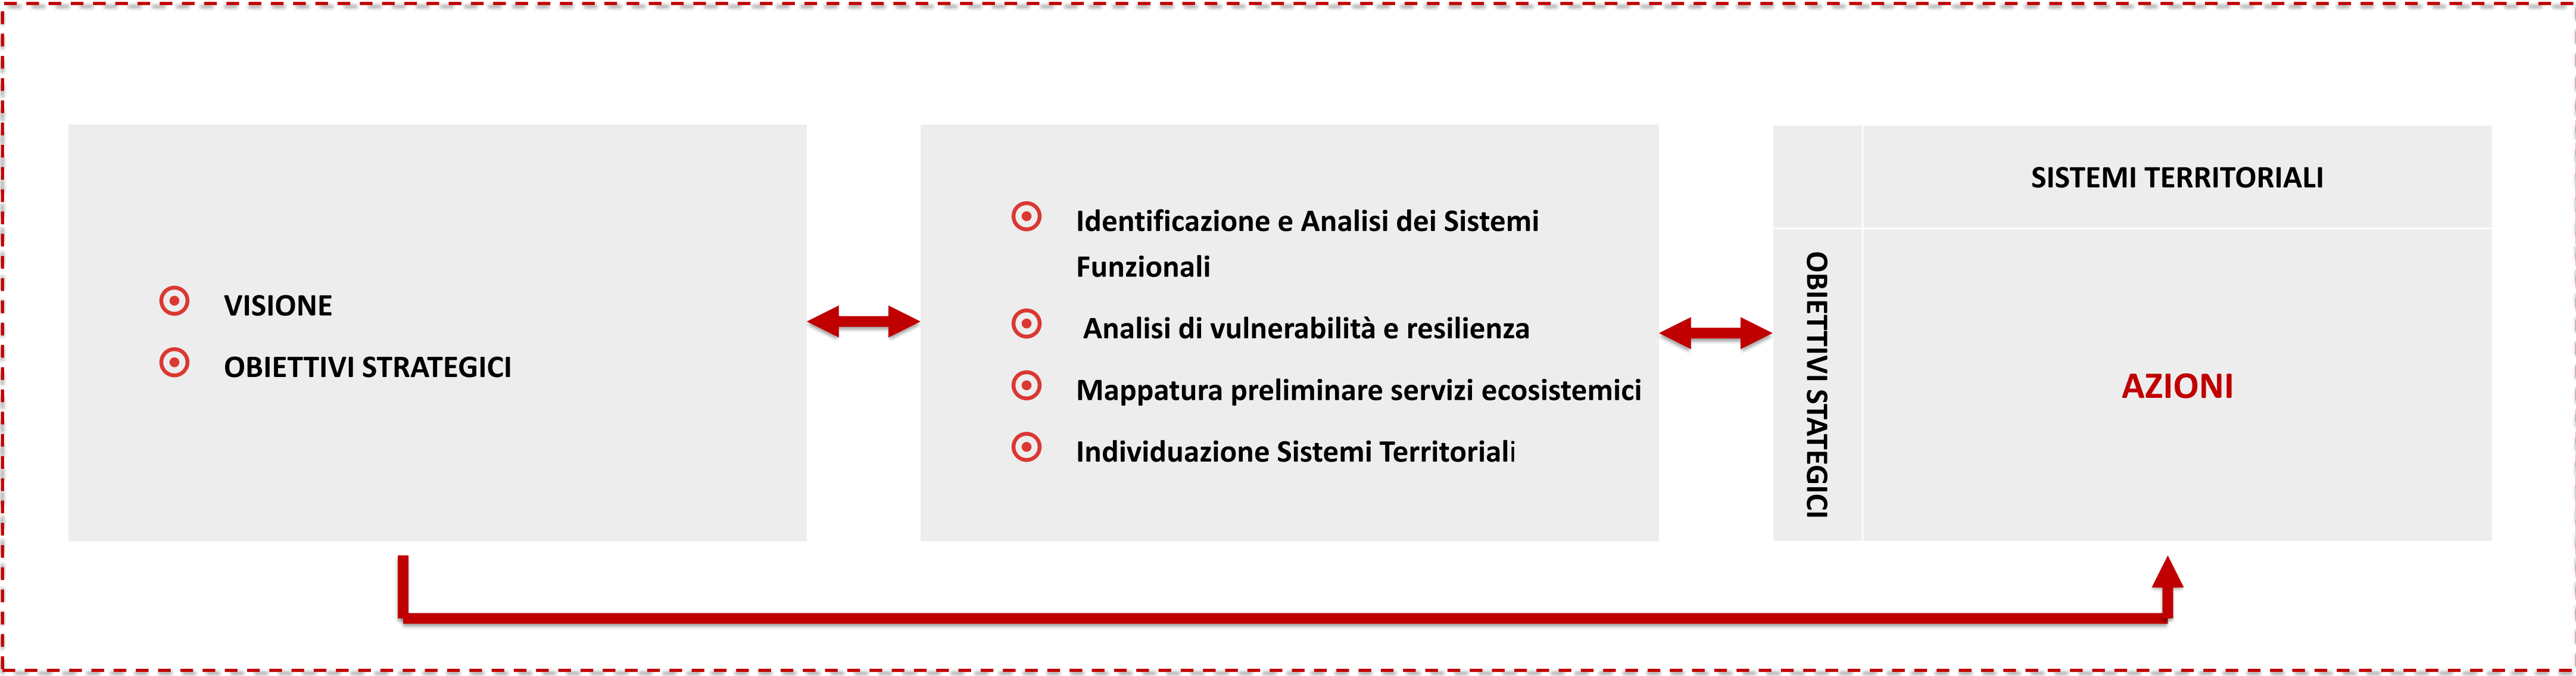 VISIONE
OBIETTIVI STRATEGICI
Identificazione e Analisi dei Sistemi
Funzionali
Analisi di vulnerabilità e resilienza
Mappatura preliminare servizi ecosistemici
Individuazione Sistemi Territoriali
SISTEMI TERRITORIALI
OBIETTIVI STATEGICI
AZIONI